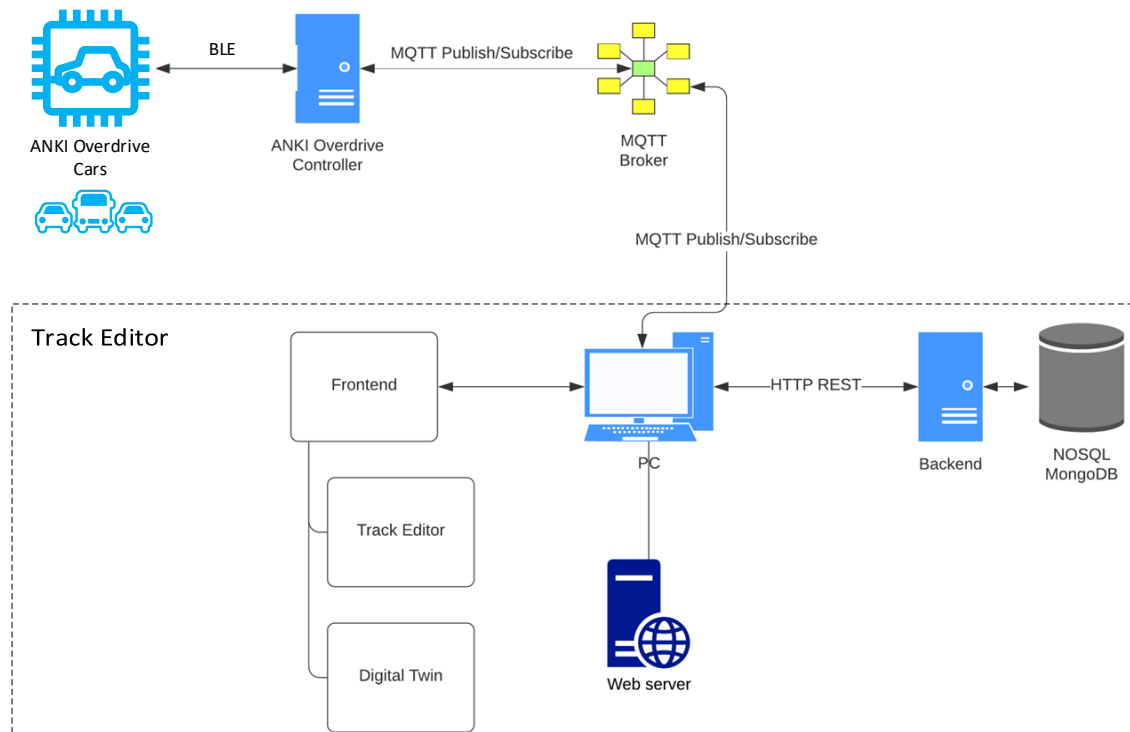 BLE
MQTT Publish/Subscribe
ANKI Overdrive
Cars
ANKI Overdrive
Controller
MQTT
Broker
MQTT Publish/Subscribe
Track Editor
Frontend
HTTP REST
PC
Backend
NOSQL
MongoDB
Track Editor
Digital Twin
Web server